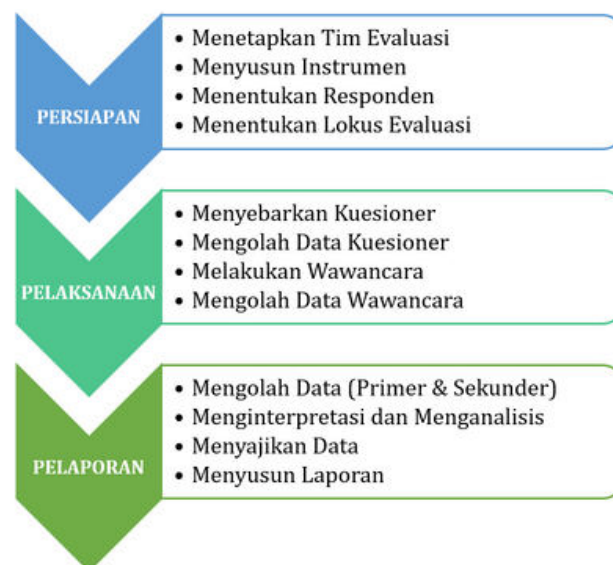 PERSIAPAN
• Menetapkan Tim Evaluasi
• Menyusun Instrumen
• Menentukan Responden
• Menentukan Lokus Evaluasi
PELAKSANAAN
• Menyebarkan Kuesioner
• Mengolah Data Kuesioner
• Melakukan Wawancara
• Mengolah Data Wawancara
PELAPORAN
• Mengolah Data (Primer & Sekunder)
• Menginterpretasi dan Menganalisis
• Menyajikan Data
• Menyusun Laporan